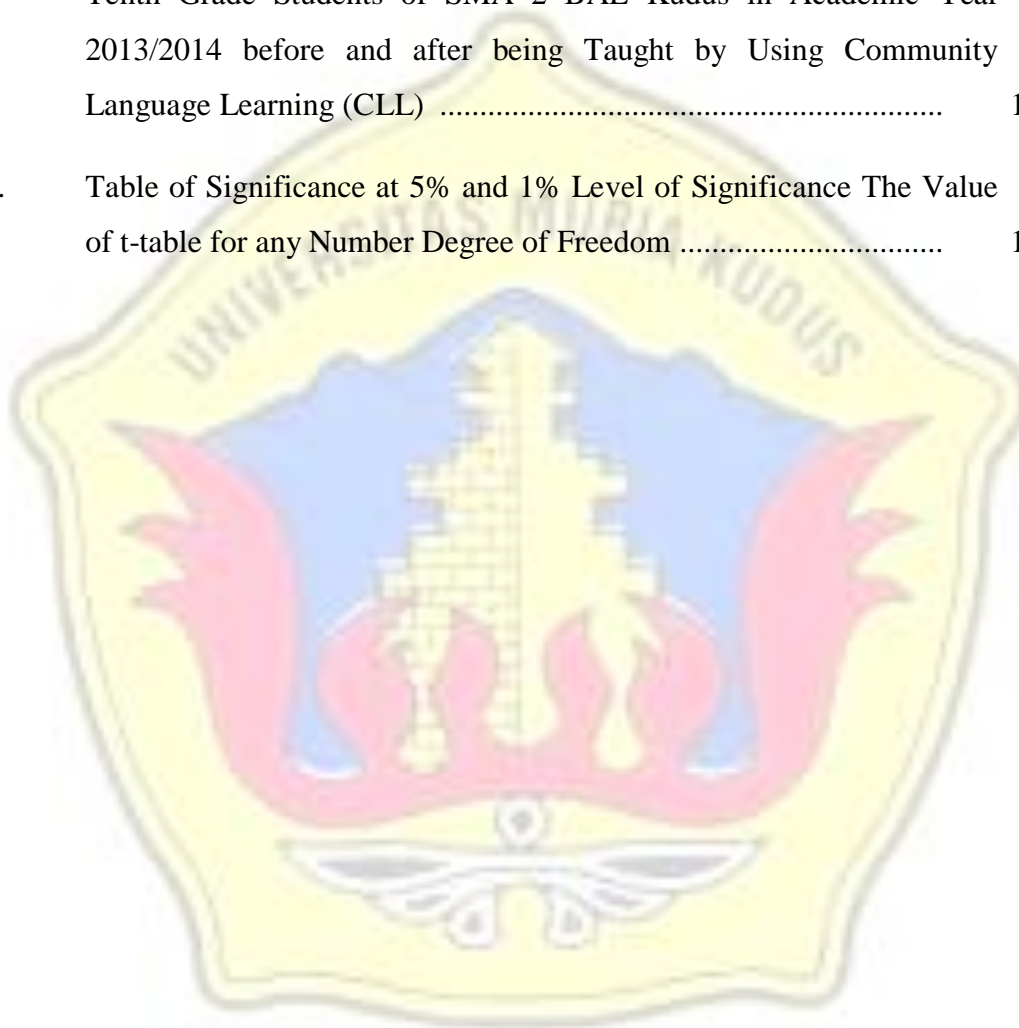 Tenth Grade Students of SMA 2 BAE Kudus in Academic Year
2013/2014 before and after being Taught by Using Community
Language Learning (CLL) ................................................................ 1
. Table of Significance at 5% and 1% Level of Significance The Value
of t-table for any Number Degree of Freedom ................................. 1
UNIVERSITAS MURIA KUDUS